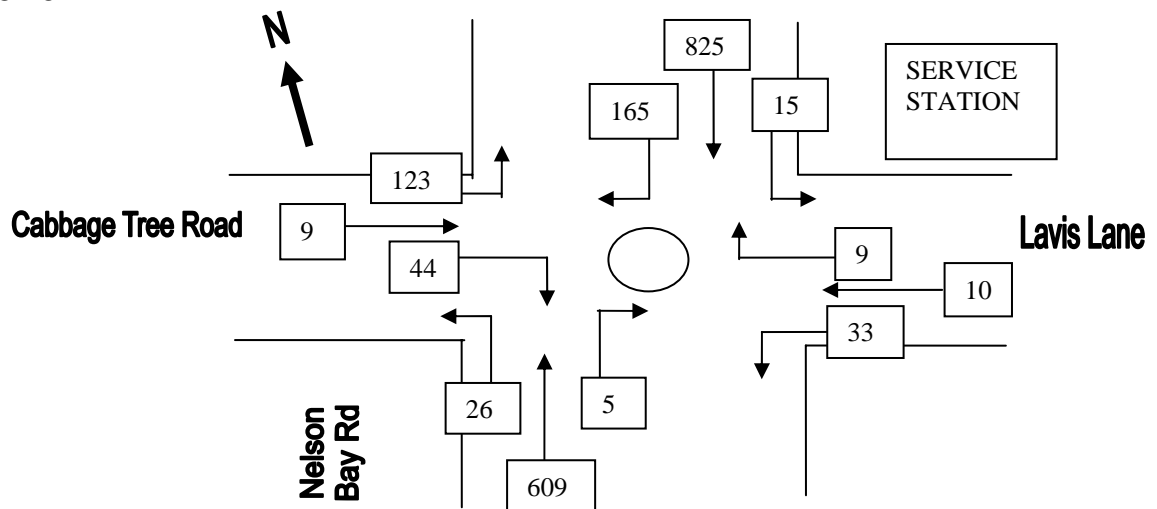 N
825
SERVICE
STATION
165
15
123
Cabbage Tree Road
9
Lavis Lane
44
9
10
33
26
5
Nelson
Bay Rd
609